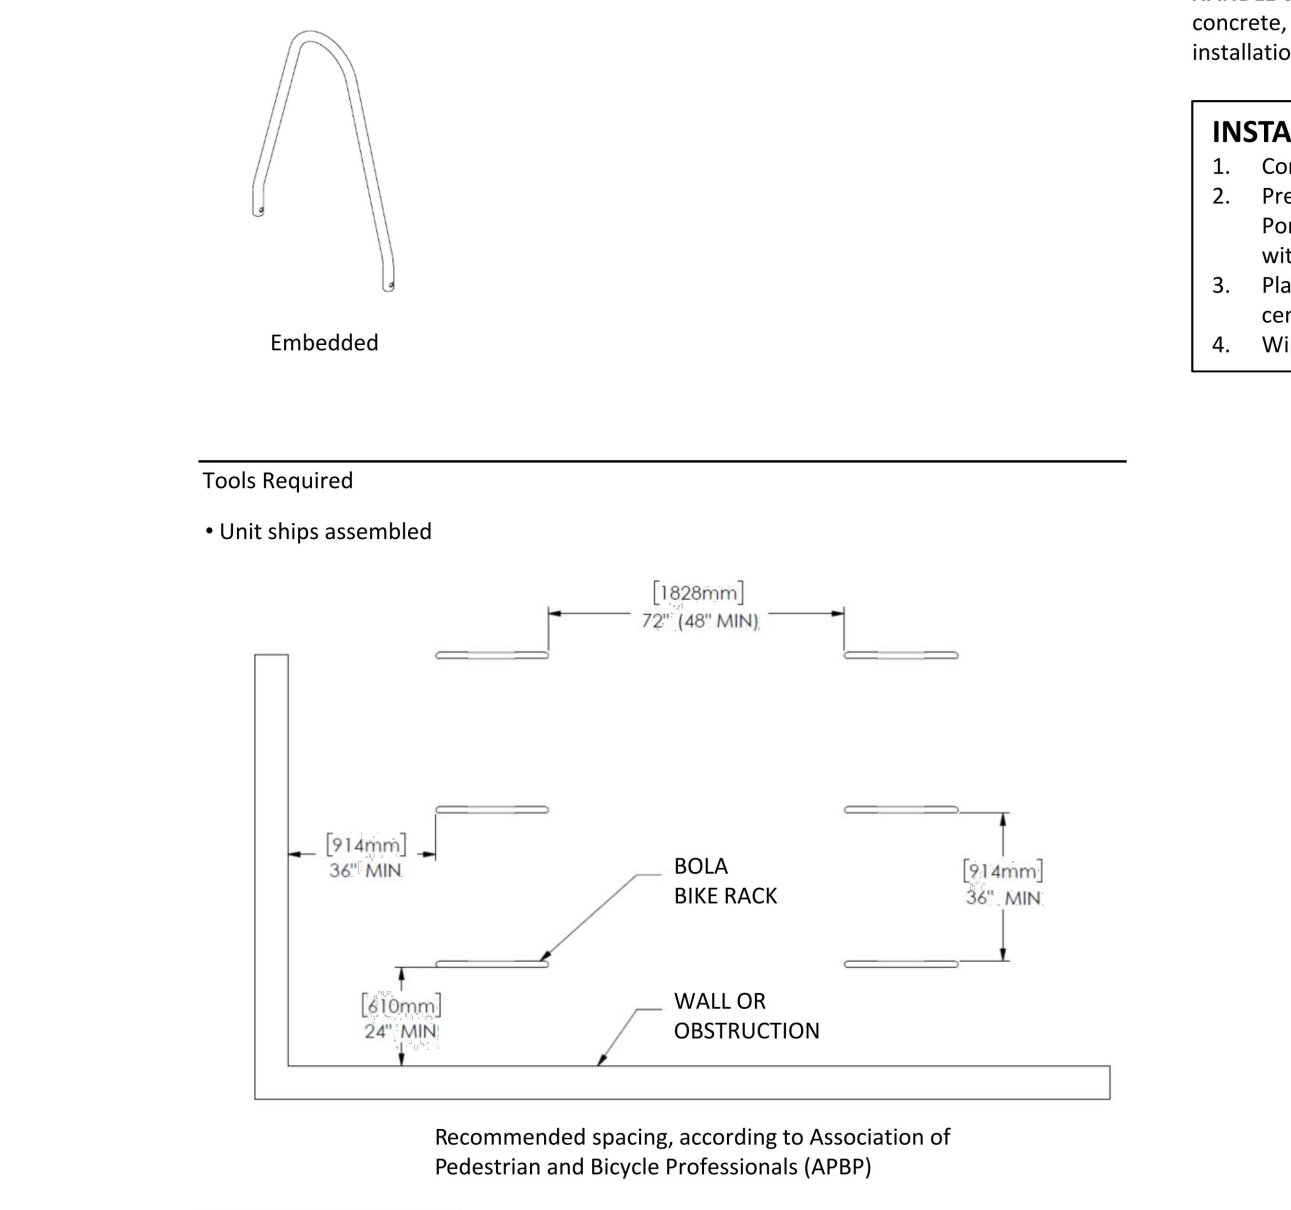 Embedded
Tools Required
• Unit ships assembled
[1828mm]
72" (48" MIN)
[914mm]
36" MIN
BOLA
BIKE RACK
[914mm]
36" MIN
[610mm]
24" MIN
WALL OR
OBSTRUCTION
Recommended spacing, according to Association of
Pedestrian and Bicycle Professionals (APBP)
concrete,
1.
2.
3.
4.